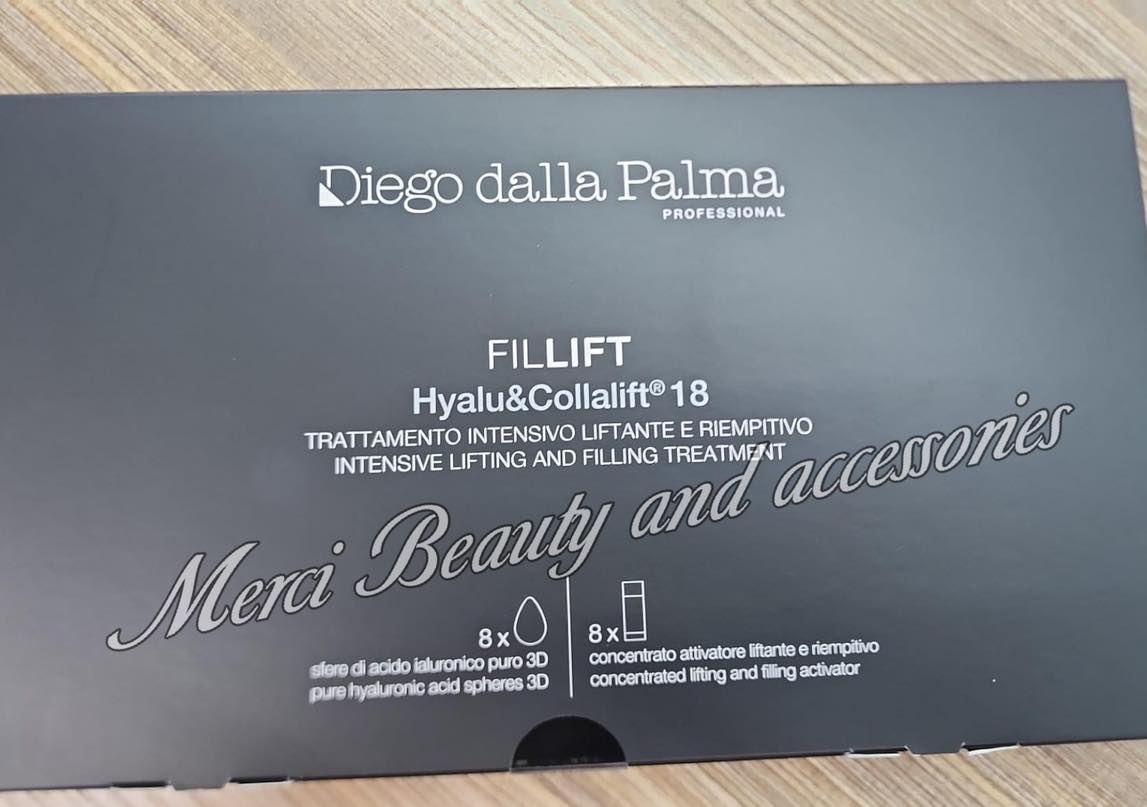 Diego dalla Palma
PROFESSIONAL
FILLIFT
Hyalu&Collalift® 18
TRATTAMENTO INTENSIVO LIFTANTE E RIEMPITIVO
INTENSIVE LIFTING AND FILLING TREATMENT
Merci Beauty and accessories
8 x
sfere di acido ialuronico puro 3D
pure hyaluronic acid spheres 3D
8 x
concentrato attivatore liftante e riempitivo
concentrated lifting and filling activator